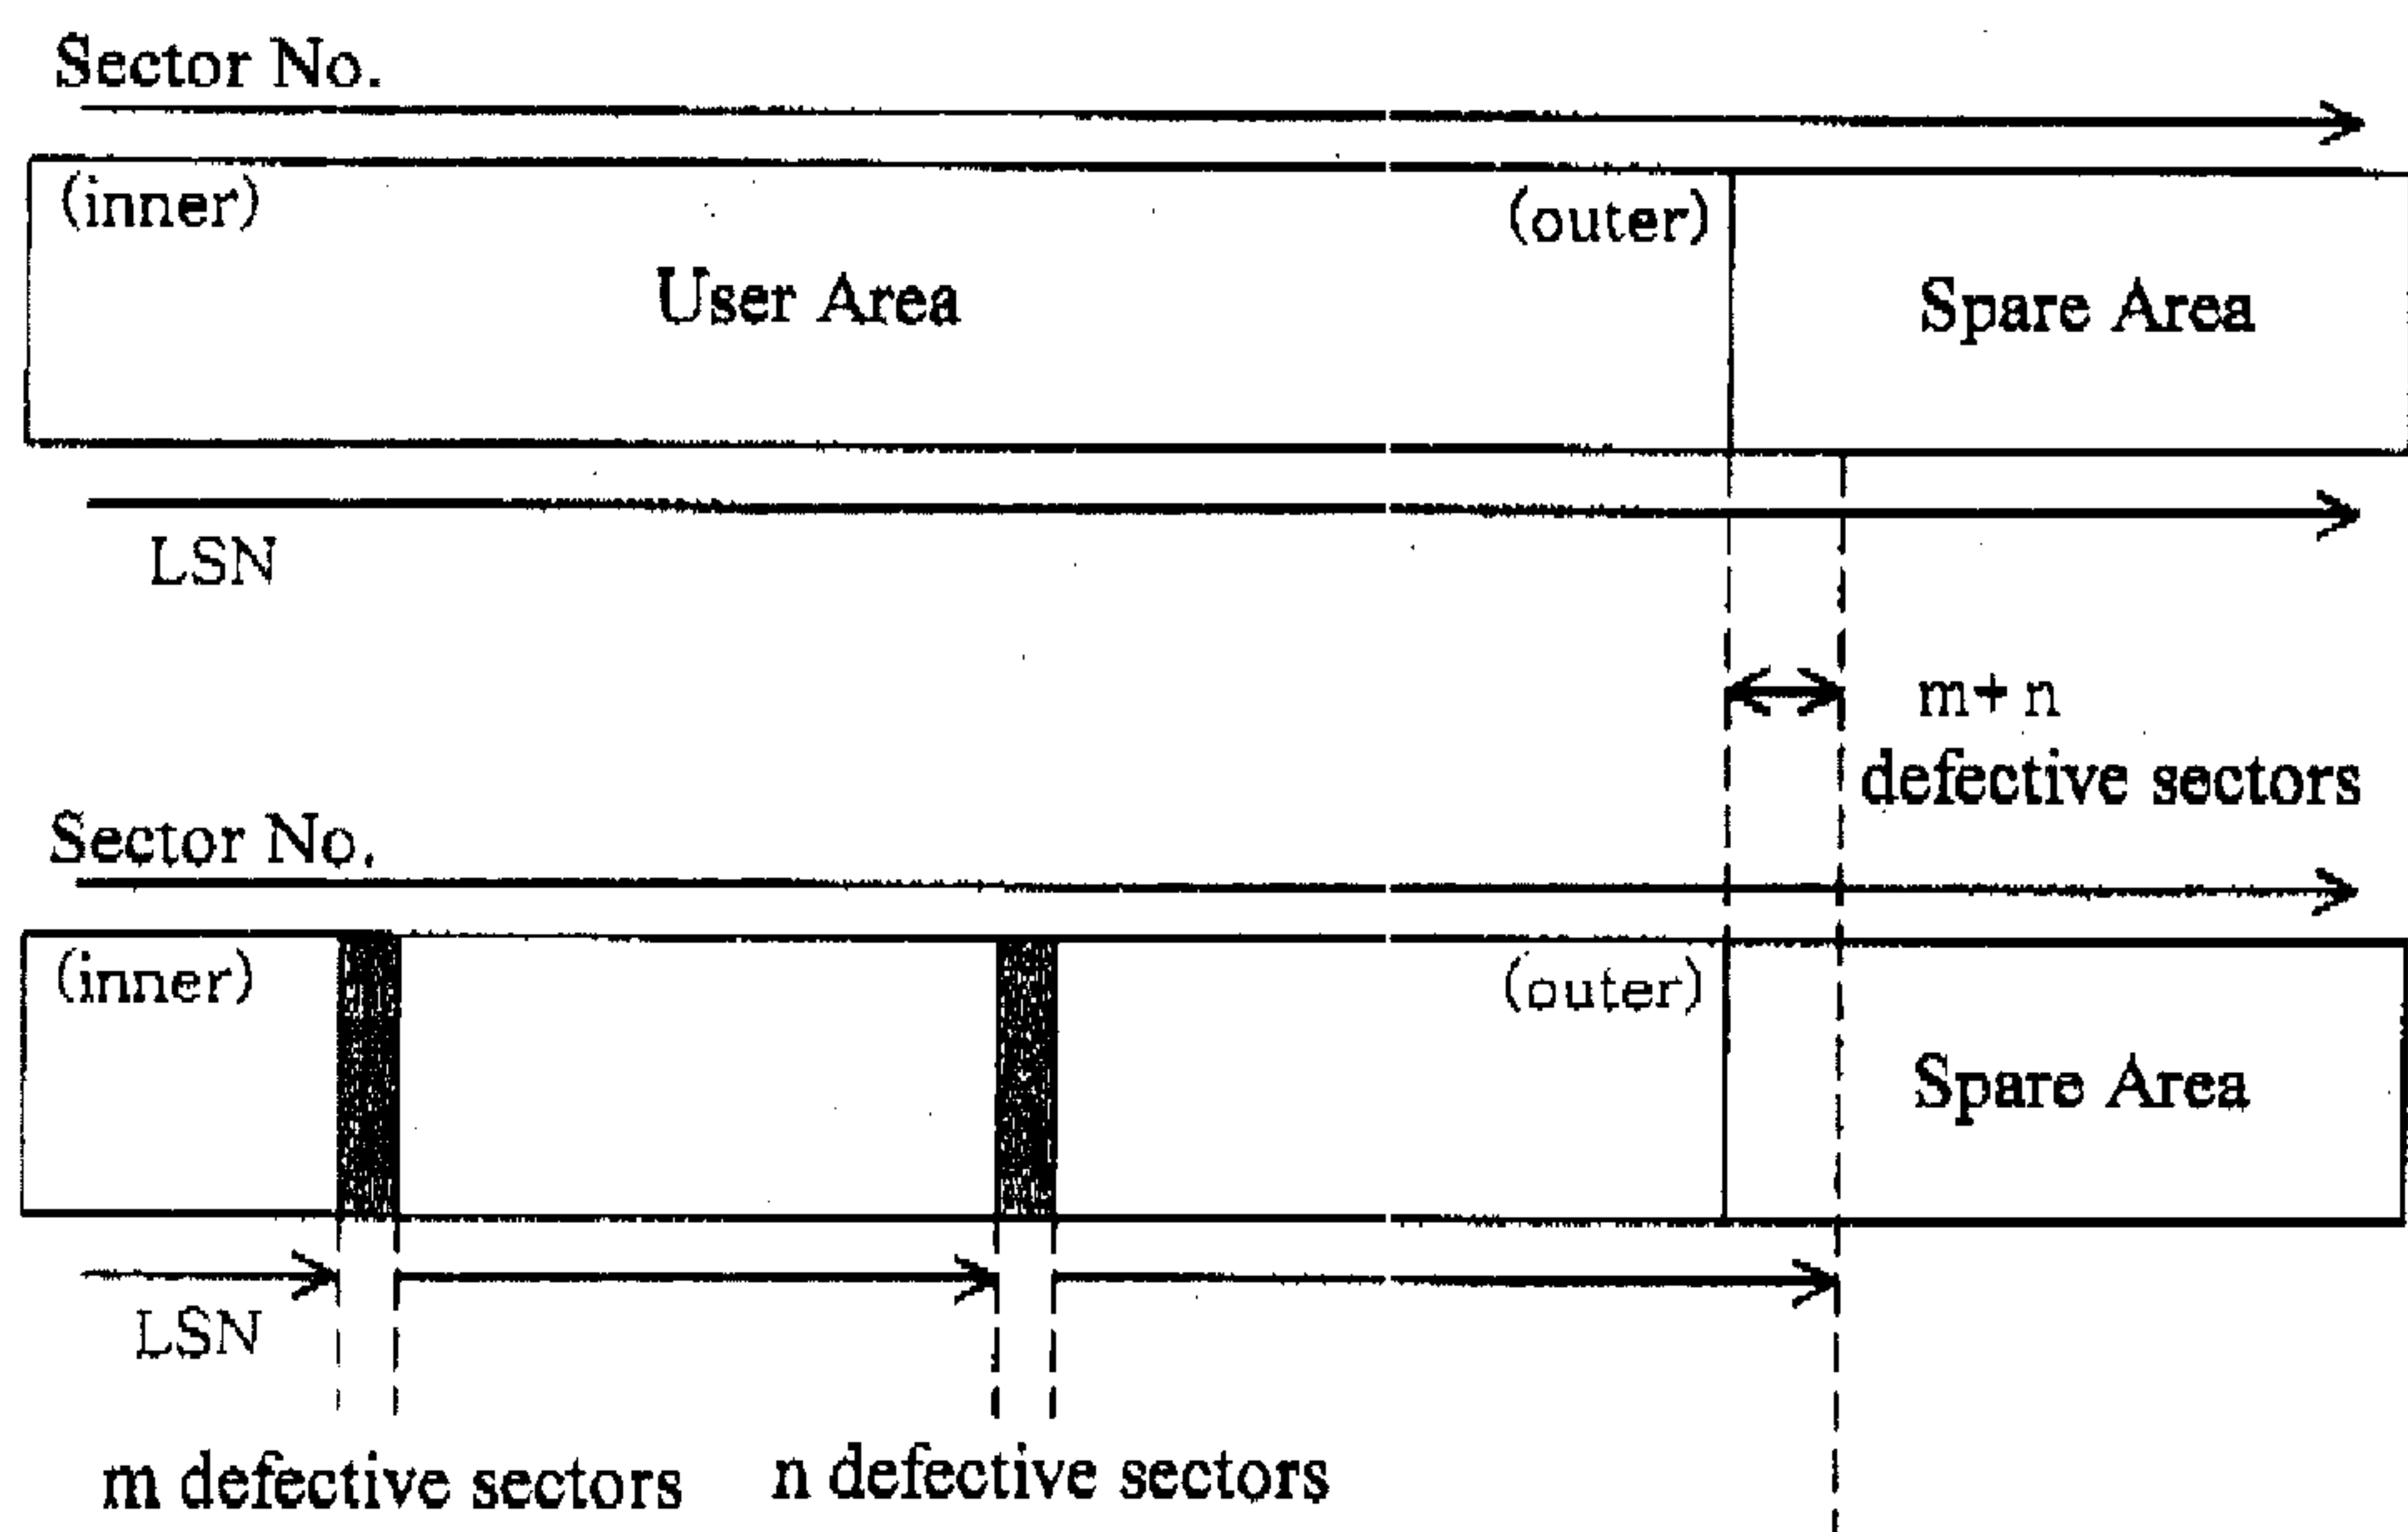 Sector No.
(inner)
(outer)
User Area
Spare Area
LSN
m+ n
defective sectors
Sector No.
(inner)
(outer)
Spare Area
LSN
m defective sectors
n defective sectors